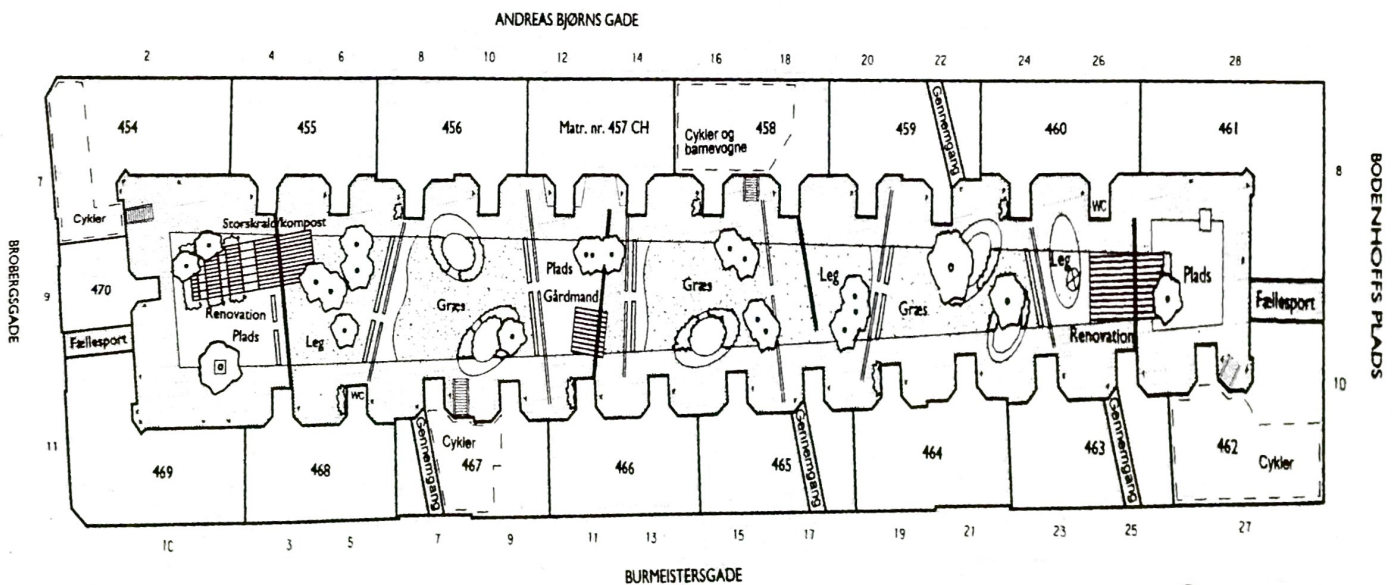 ANDREAS BJØRNS GADE
2 4 6 8 10 12 14 16 18 20 22 24 26 28
454 455 456 Matr. nr. 457 CH Cykler og
barnevogne 458 459 Gennemgang 460 461
7 8
BODENHOFFS PLADS
Cykler Storskrald/kompost WC
BROBERGSGADE
470 9 Renovation
Plads Leg Græs Plads
Gårdmand Græs Leg Græs Leg Plads
Renovation
Fællesport Fællesport
10
WC
11 469 468 Gennemgang Cykler 467 466 465 Gennemgang 464 463 Gennemgang 462 Cykler
1C 3 5 7 9 11 13 15 17 19 21 23 25 27
BURMEISTERSGADE